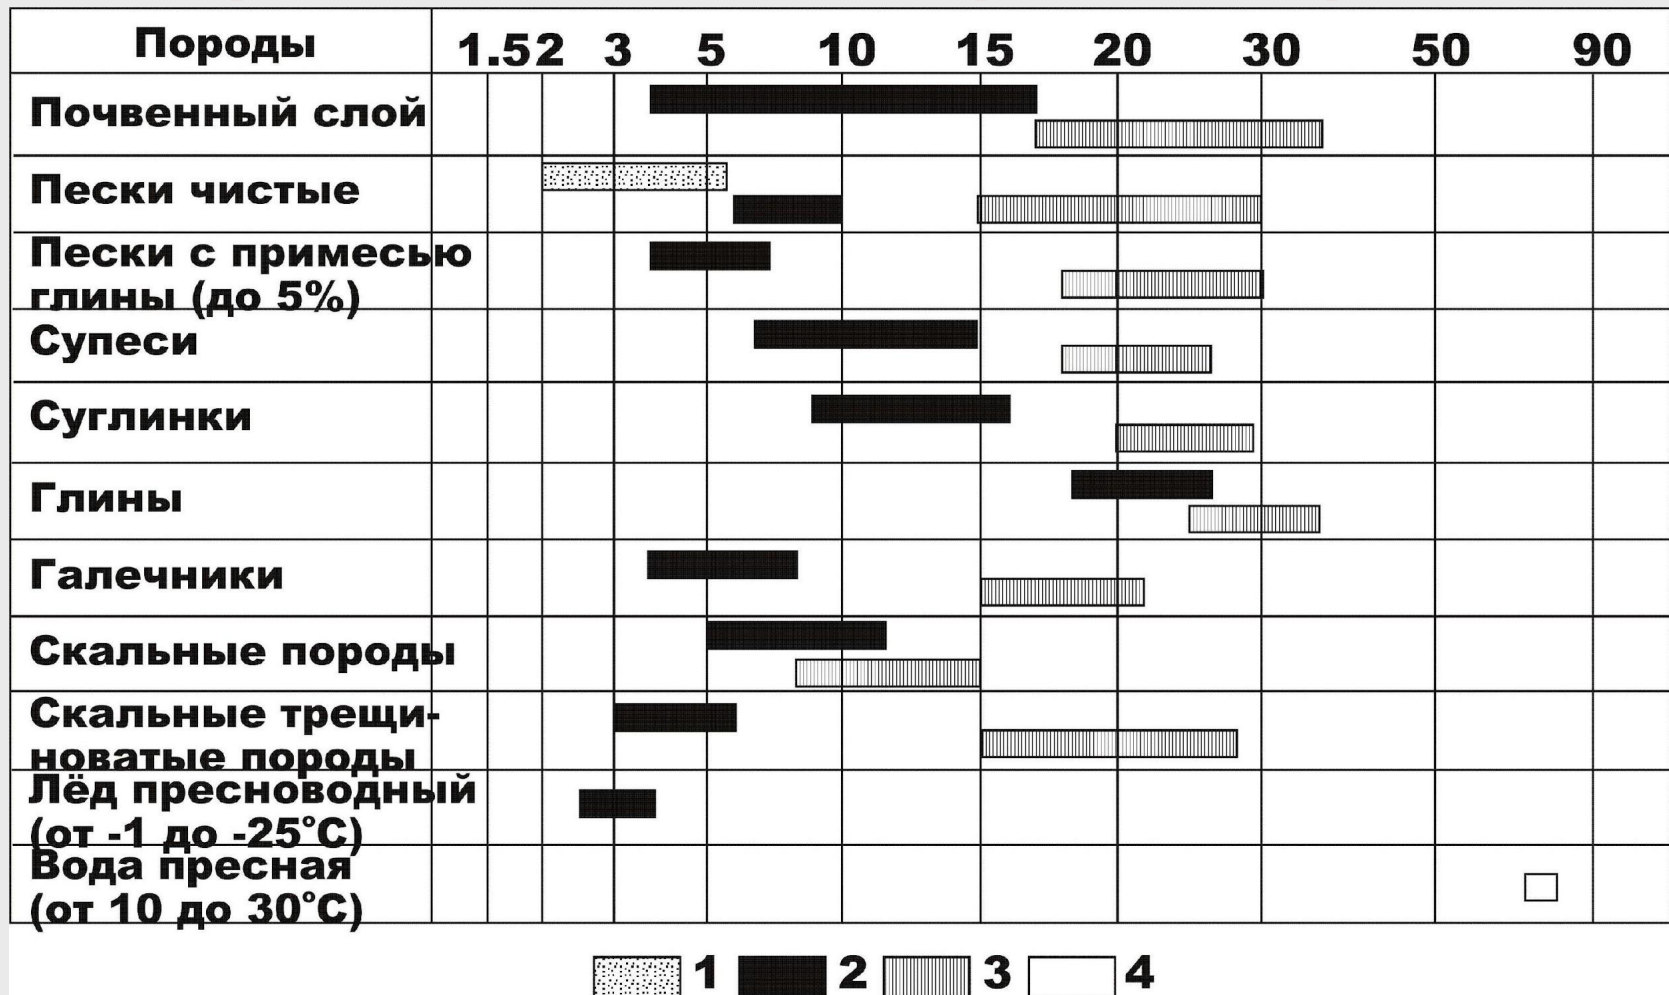 Породы 1.5 2 3 5 10 15 20 30 50 90
Почвенный слой
Пески чистые
Пески с примесью
глины (до 5%)
Супеси
Суглинки
Глины
Галечники
Скальные породы
Скальные трещи-
новатые породы
Лёд пресноводный
(от -1 до -25°С)
Вода пресная
(от 10 до 30°С)
1 2 3 4